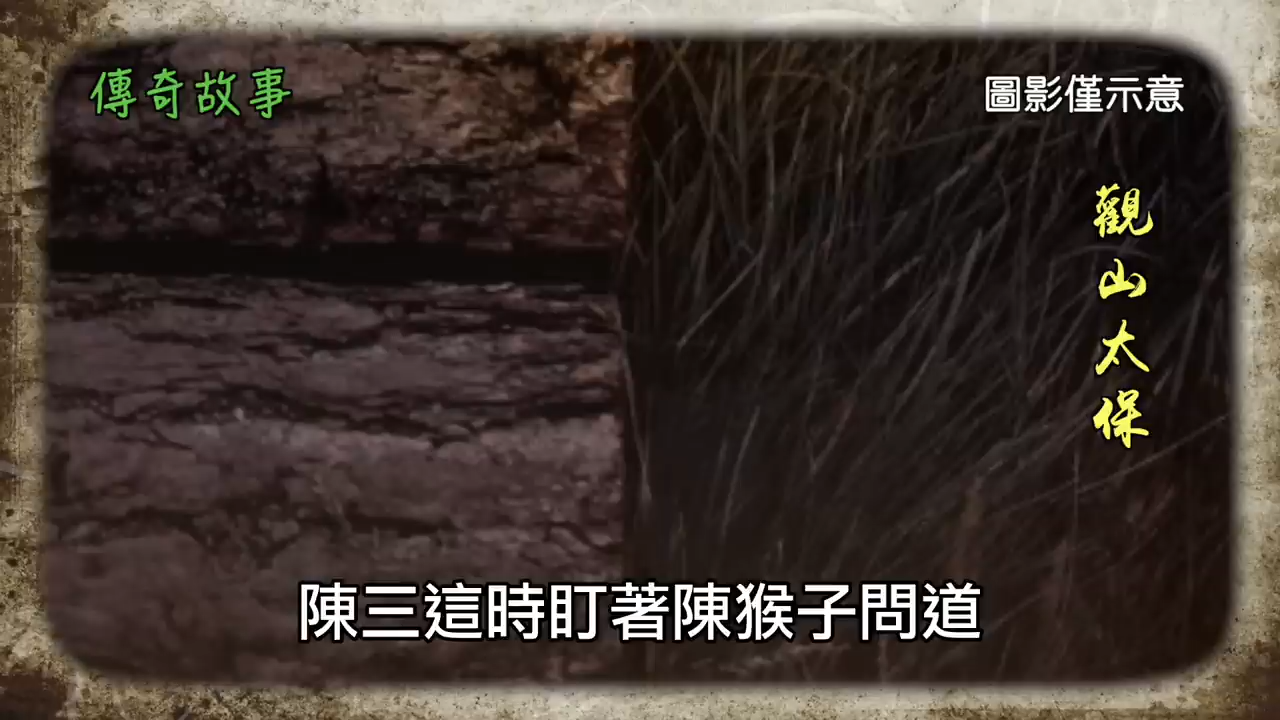 傳奇故事
圖影僅示意
觀山太保
陳三這時盯著陳猴子問道